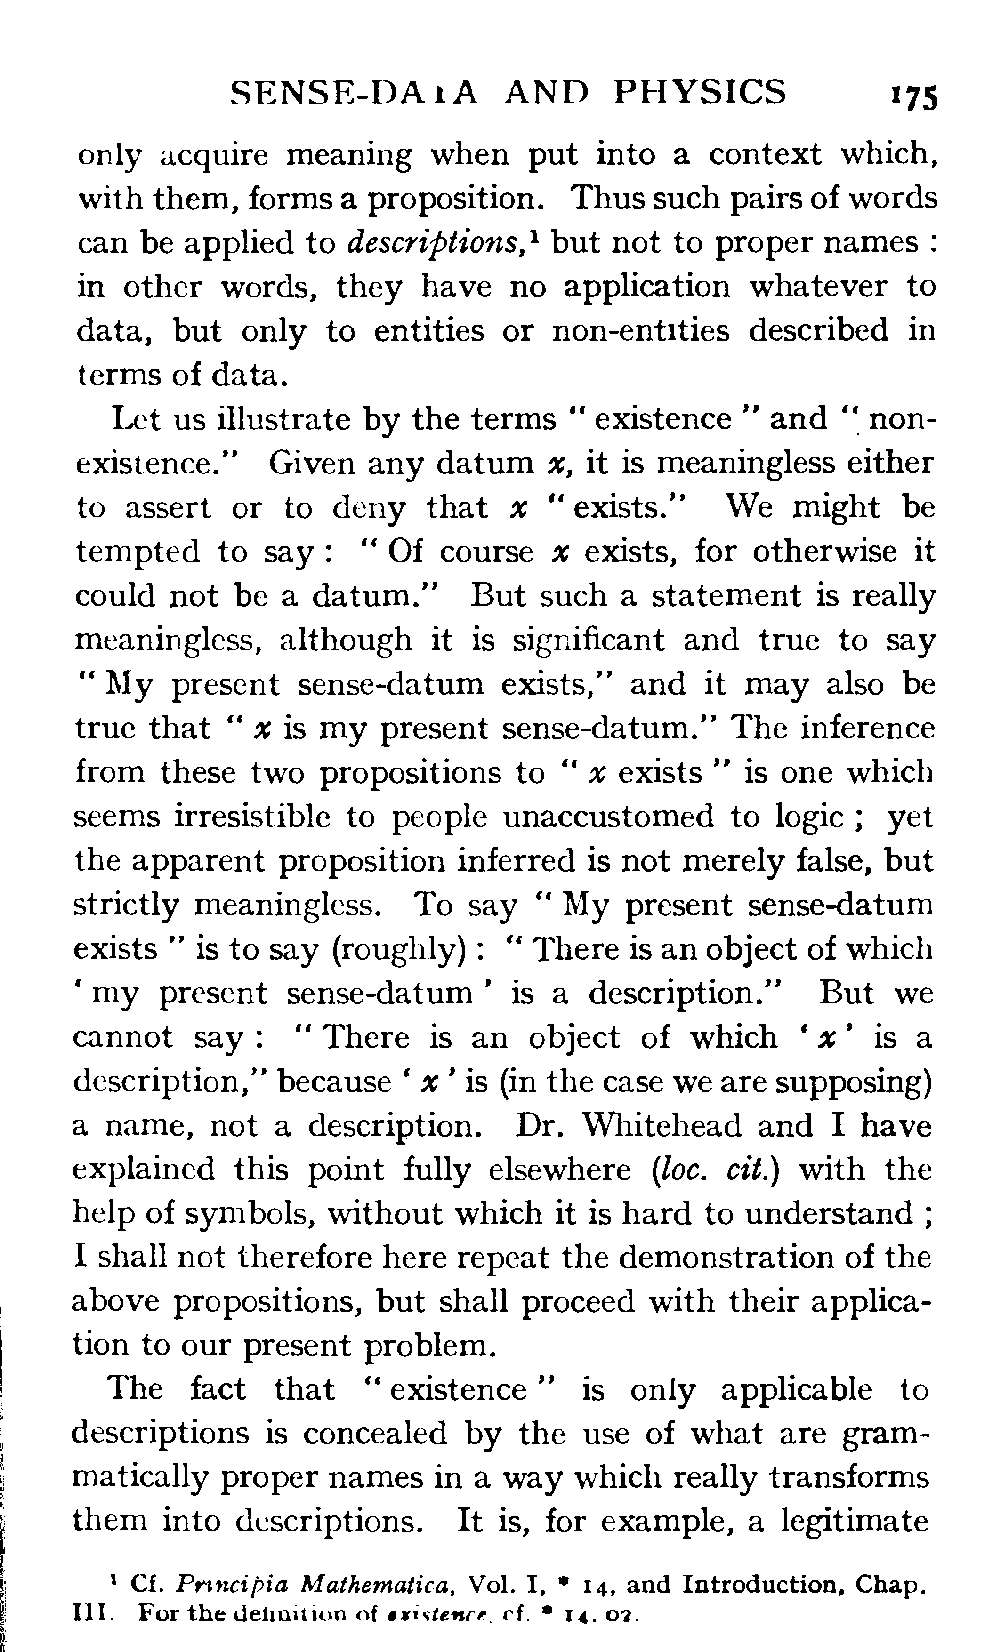 SENSE-DATA AND PHYSICS 175
only acquire meaning when put into a context which,
with them, forms a proposition. Thus such pairs of words
can be applied to descriptions,¹ but not to proper names :
in other words, they have no application whatever to
data, but only to entities or non-entities described in
terms of data.
Let us illustrate by the terms " existence " and " non-
existence." Given any datum x, it is meaningless either
to assert or to deny that x " exists." We might be
tempted to say : " Of course x exists, for otherwise it
could not be a datum." But such a statement is really
meaningless, although it is significant and true to say
" My present sense-datum exists," and it may also be
true that " x is my present sense-datum." The inference
from these two propositions to " x exists " is one which
seems irresistible to people unaccustomed to logic ; yet
the apparent proposition inferred is not merely false, but
strictly meaningless. To say " My present sense-datum
exists " is to say (roughly) : " There is an object of which
' my present sense-datum ' is a description." But we
cannot say : " There is an object of which ' x ' is a
description," because ' x ' is (in the case we are supposing)
a name, not a description. Dr. Whitehead and I have
explained this point fully elsewhere (loc. cit.) with the
help of symbols, without which it is hard to understand ;
I shall not therefore here repeat the demonstration of the
above propositions, but shall proceed with their applica-
tion to our present problem.
The fact that " existence " is only applicable to
descriptions is concealed by the use of what are gram-
matically proper names in a way which really transforms
them into descriptions. It is, for example, a legitimate
¹ Cf. Principia Mathematica, Vol. I, * 14, and Introduction, Chap.
III. For the definition of existence, cf. * 14. 02.